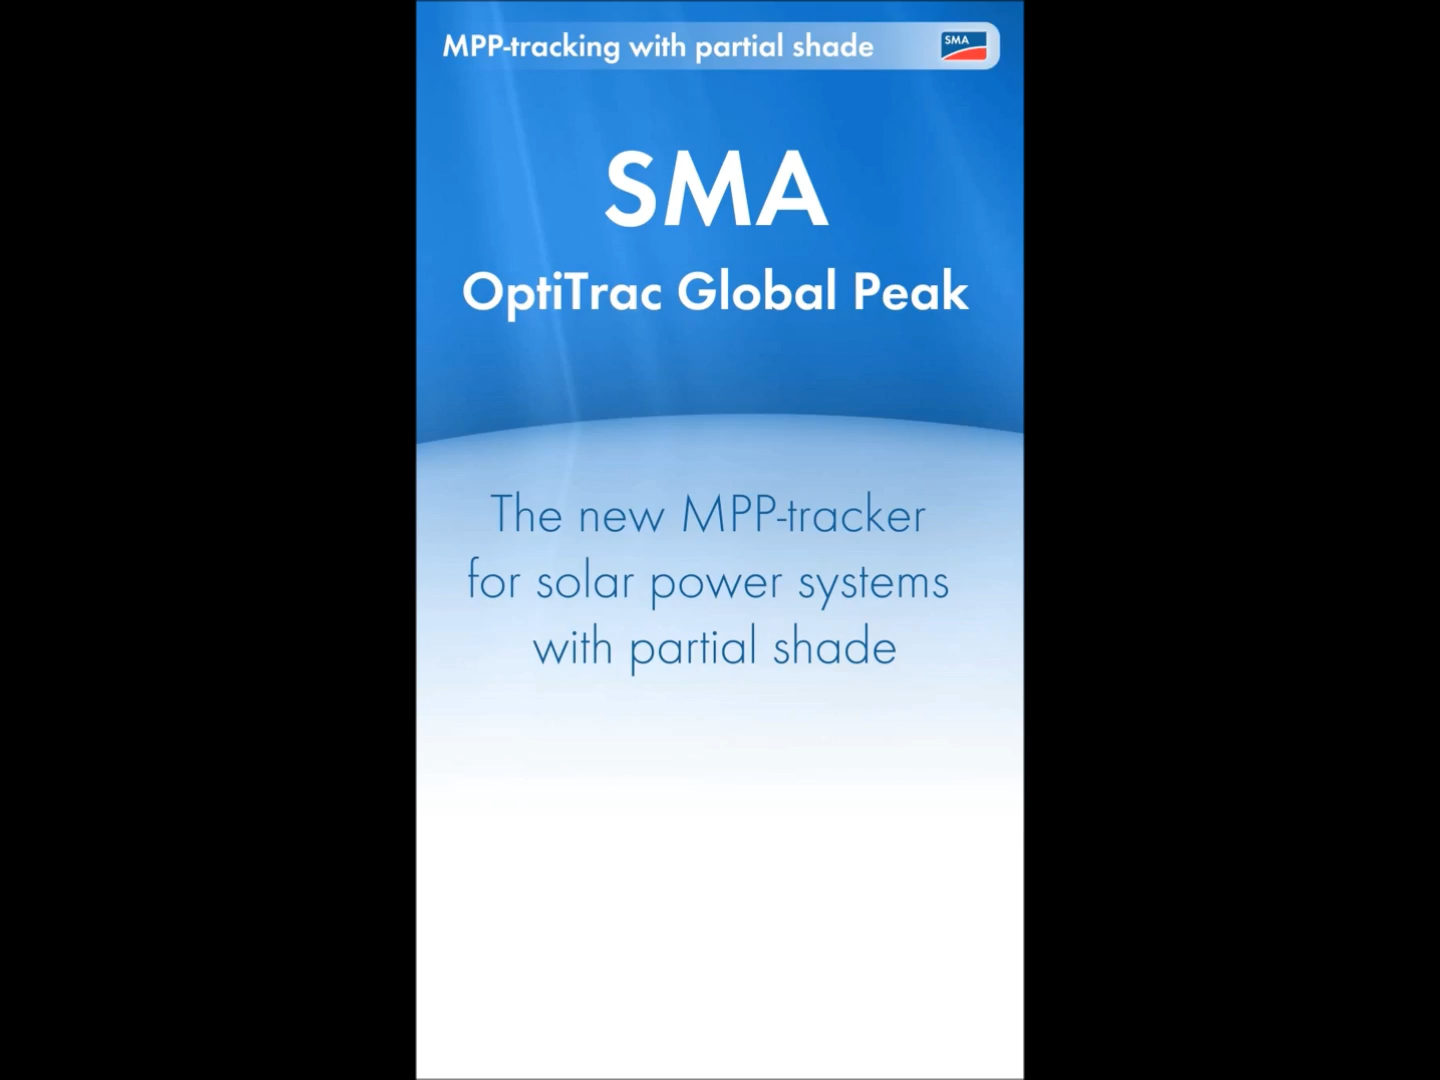 MPP-tracking with partial shade
SMA
SMA
OptiTrac Global Peak
The new MPP-tracker
for solar power systems
with partial shade